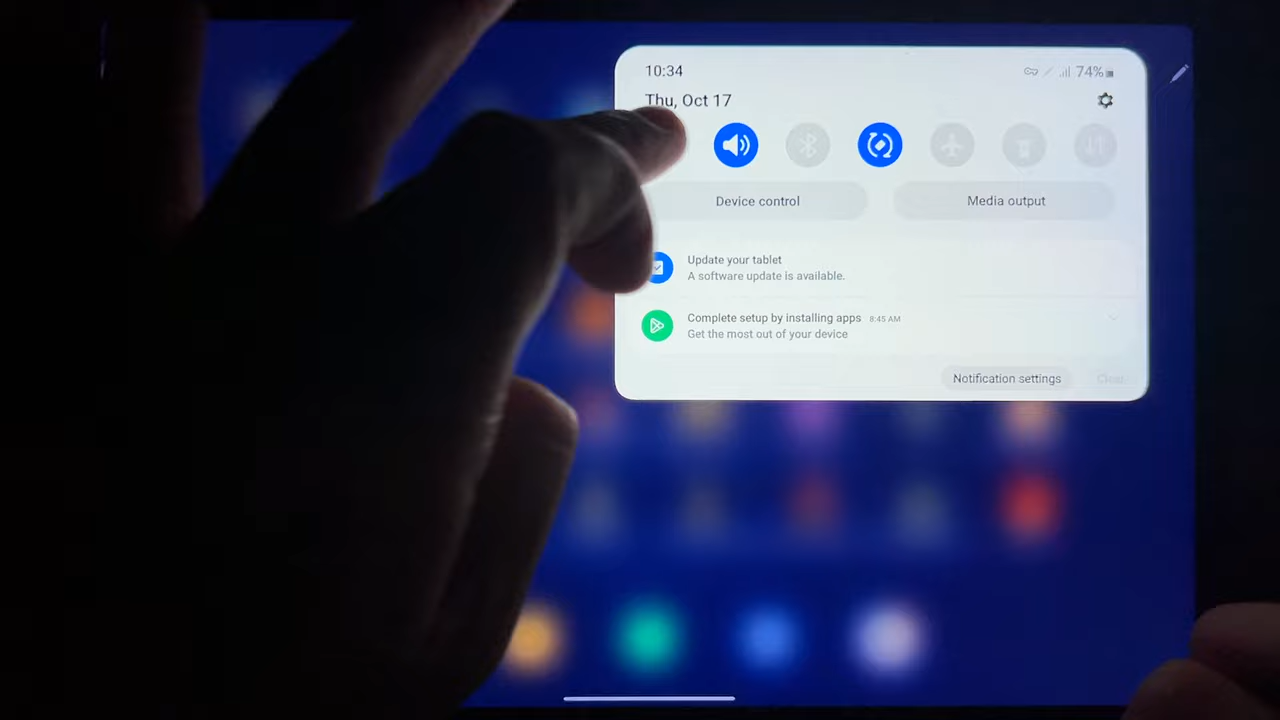 10:34
74%
Thu, Oct 17
Device control
Media output
Update your tablet
A software update is available.
Complete setup by installing apps 8:45 AM
Get the most out of your device
Notification settings
Clear